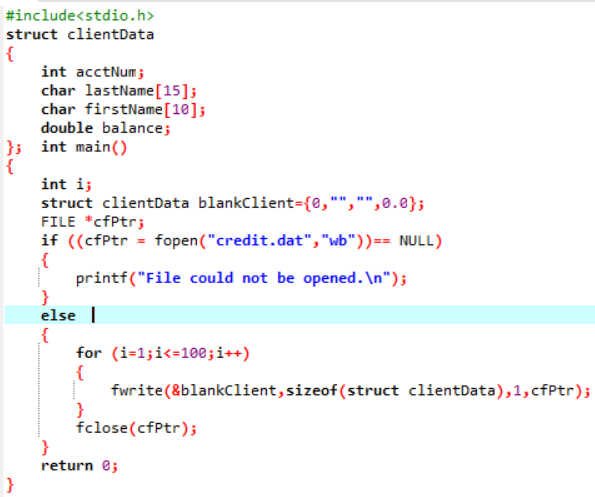 #include<stdio.h>
struct clientData
{
    int acctNum;
    char lastName[15];
    char firstName[10];
    double balance;
};  int main()
{
    int i;
    struct clientData blankClient={0,"","",0.0};
    FILE *cfPtr;
    if ((cfPtr = fopen("credit.dat","wb"))== NULL)
    {
        printf("File could not be opened.\n");
    }
    else
    {
        for (i=1;i<=100;i++)
        {
            fwrite(&blankClient,sizeof(struct clientData),1,cfPtr);
        }
        fclose(cfPtr);
    }
    return 0;
}